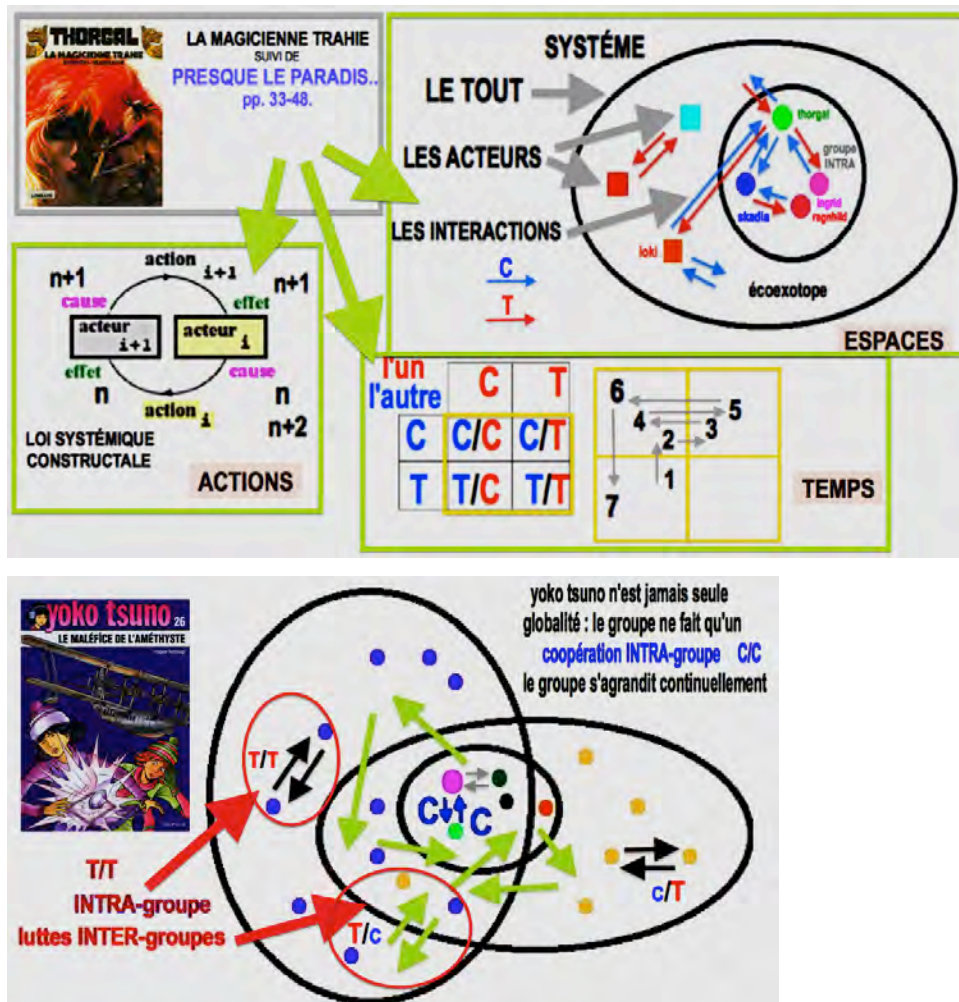 THORGAL
LA MAGICIENNE TRAHIE
LA MAGICIENNE TRAHIE
SUIVI DE
PRESQUE LE PARADIS..
pp. 33-48.
SYSTÉME
LE TOUT
LES ACTEURS
LES INTERACTIONS
C
T
thorgal
groupe
INTRA
ingrid
skadia
ragnhild
loki
écoexotope
ESPACES
action
i+1
n+1
n+1
cause
effet
acteur
i+1
acteur
i
effet
cause
n
n
action
i
n+2
LOI SYSTÉMIQUE
CONSTRUCTALE
ACTIONS
l'un
l'autre
C
T
C
C/C
C/T
T
T/C
T/T
6
5
4
3
2
1
7
TEMPS
yoko tsuno 26
LE MALÉFICE DE L'AMÉTHYSTE
yoko tsuno n'est jamais seule
globalité : le groupe ne fait qu'un
coopération INTRA-groupe C/C
le groupe s'agrandit continuellement
T/T
C C
c/T
T/c
T/T
INTRA-groupe
luttes INTER-groupes